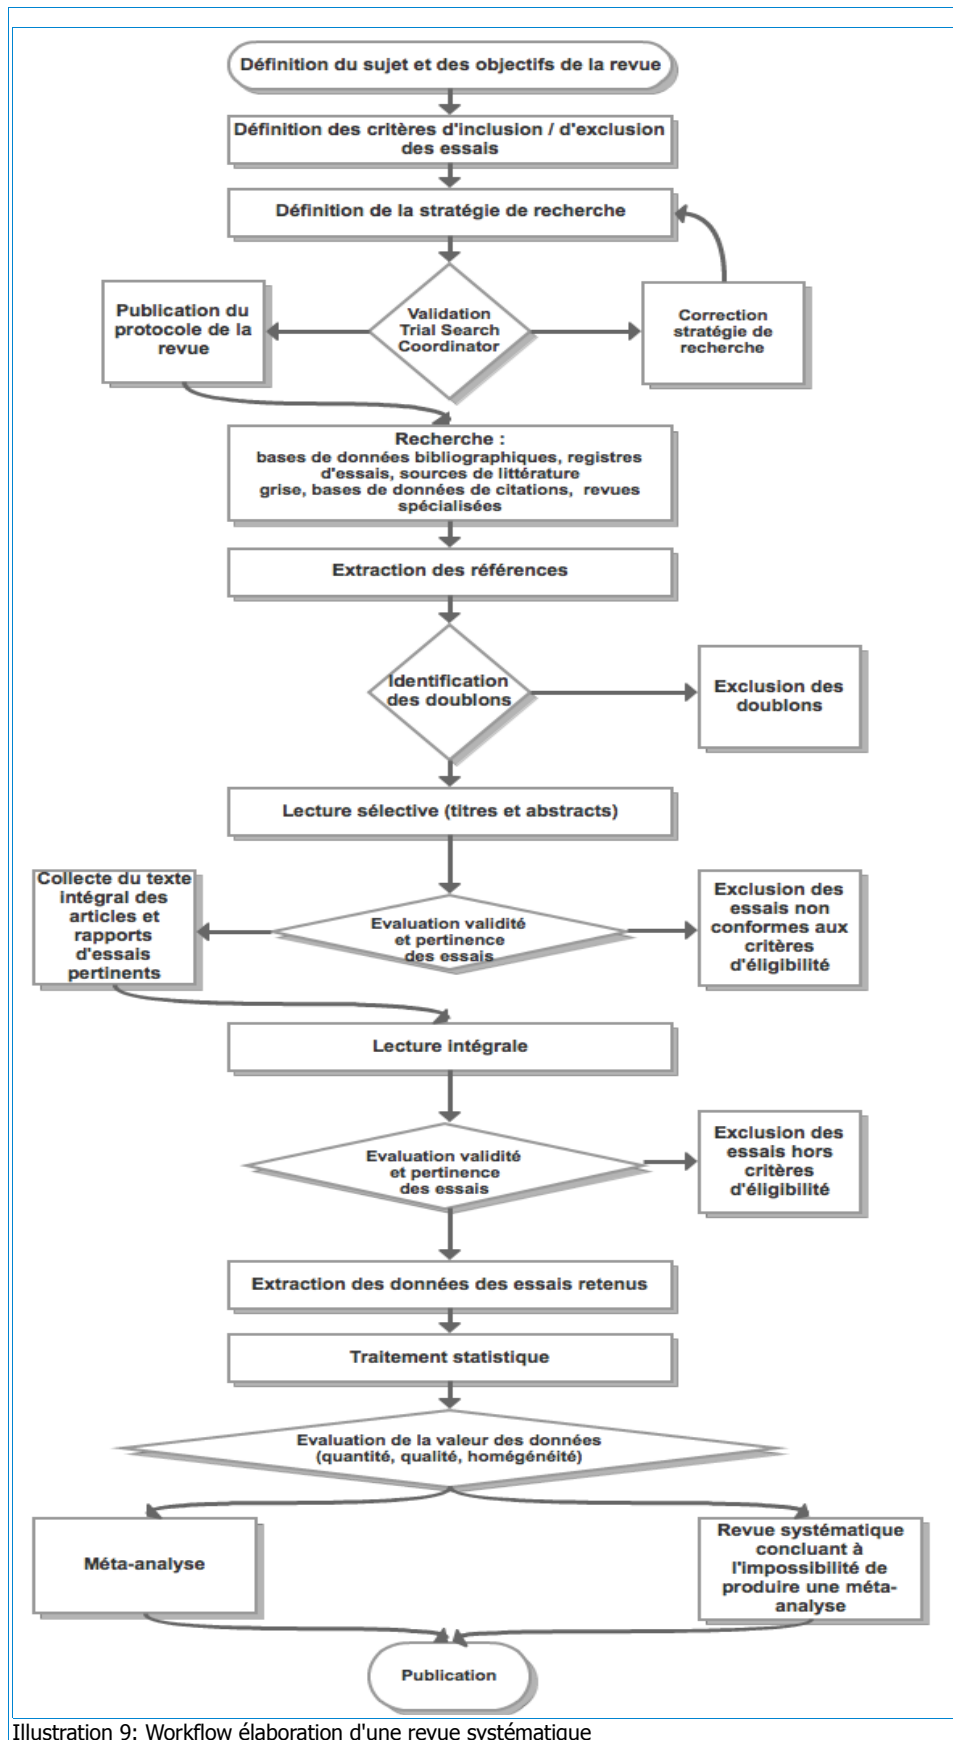 Définition du sujet et des objectifs de la revue
Définition des critères d'inclusion / d'exclusion
des essais
Définition de la stratégie de recherche
Publication du
protocole de la
revue
Validation
Trial Search
Coordinator
Correction
stratégie de
recherche
Recherche :
bases de données bibliographiques, registres
d'essais, sources de littérature
grise, bases de données de citations, revues
spécialisées
Extraction des références
Identification
des doublons
Exclusion des
doublons
Lecture sélective (titres et abstracts)
Collecte du texte
intégral des
articles et
rapports
d'essais
pertinents
Evaluation validité
et pertinence
des essais
Exclusion des
essais non
conformes aux
critères
d'éligibilité
Lecture intégrale
Evaluation validité
et pertinence
des essais
Exclusion des
essais hors
critères
d'éligibilité
Extraction des données des essais retenus
Traitement statistique
Evaluation de la valeur des données
(quantité, qualité, homégénéité)
Méta-analyse
Revue systématique
concluant à
l'impossibilité de
produire une méta-
analyse
Publication
Illustration 9: Workflow élaboration d'une revue systématique